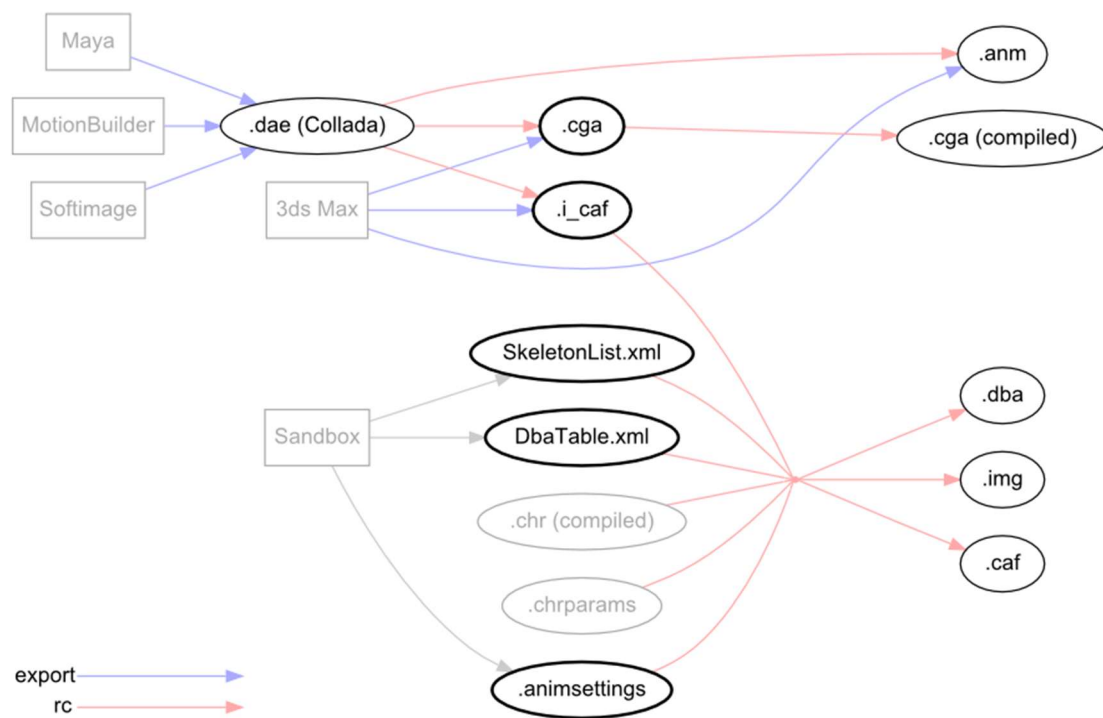 Maya
.anm
MotionBuilder
.dae (Collada)
.cga
.cga (compiled)
Softimage
3ds Max
.i_caf
SkeletonList.xml
.dba
Sandbox
DbaTable.xml
.img
.chr (compiled)
.caf
.chrparams
export
.animsettings
rc